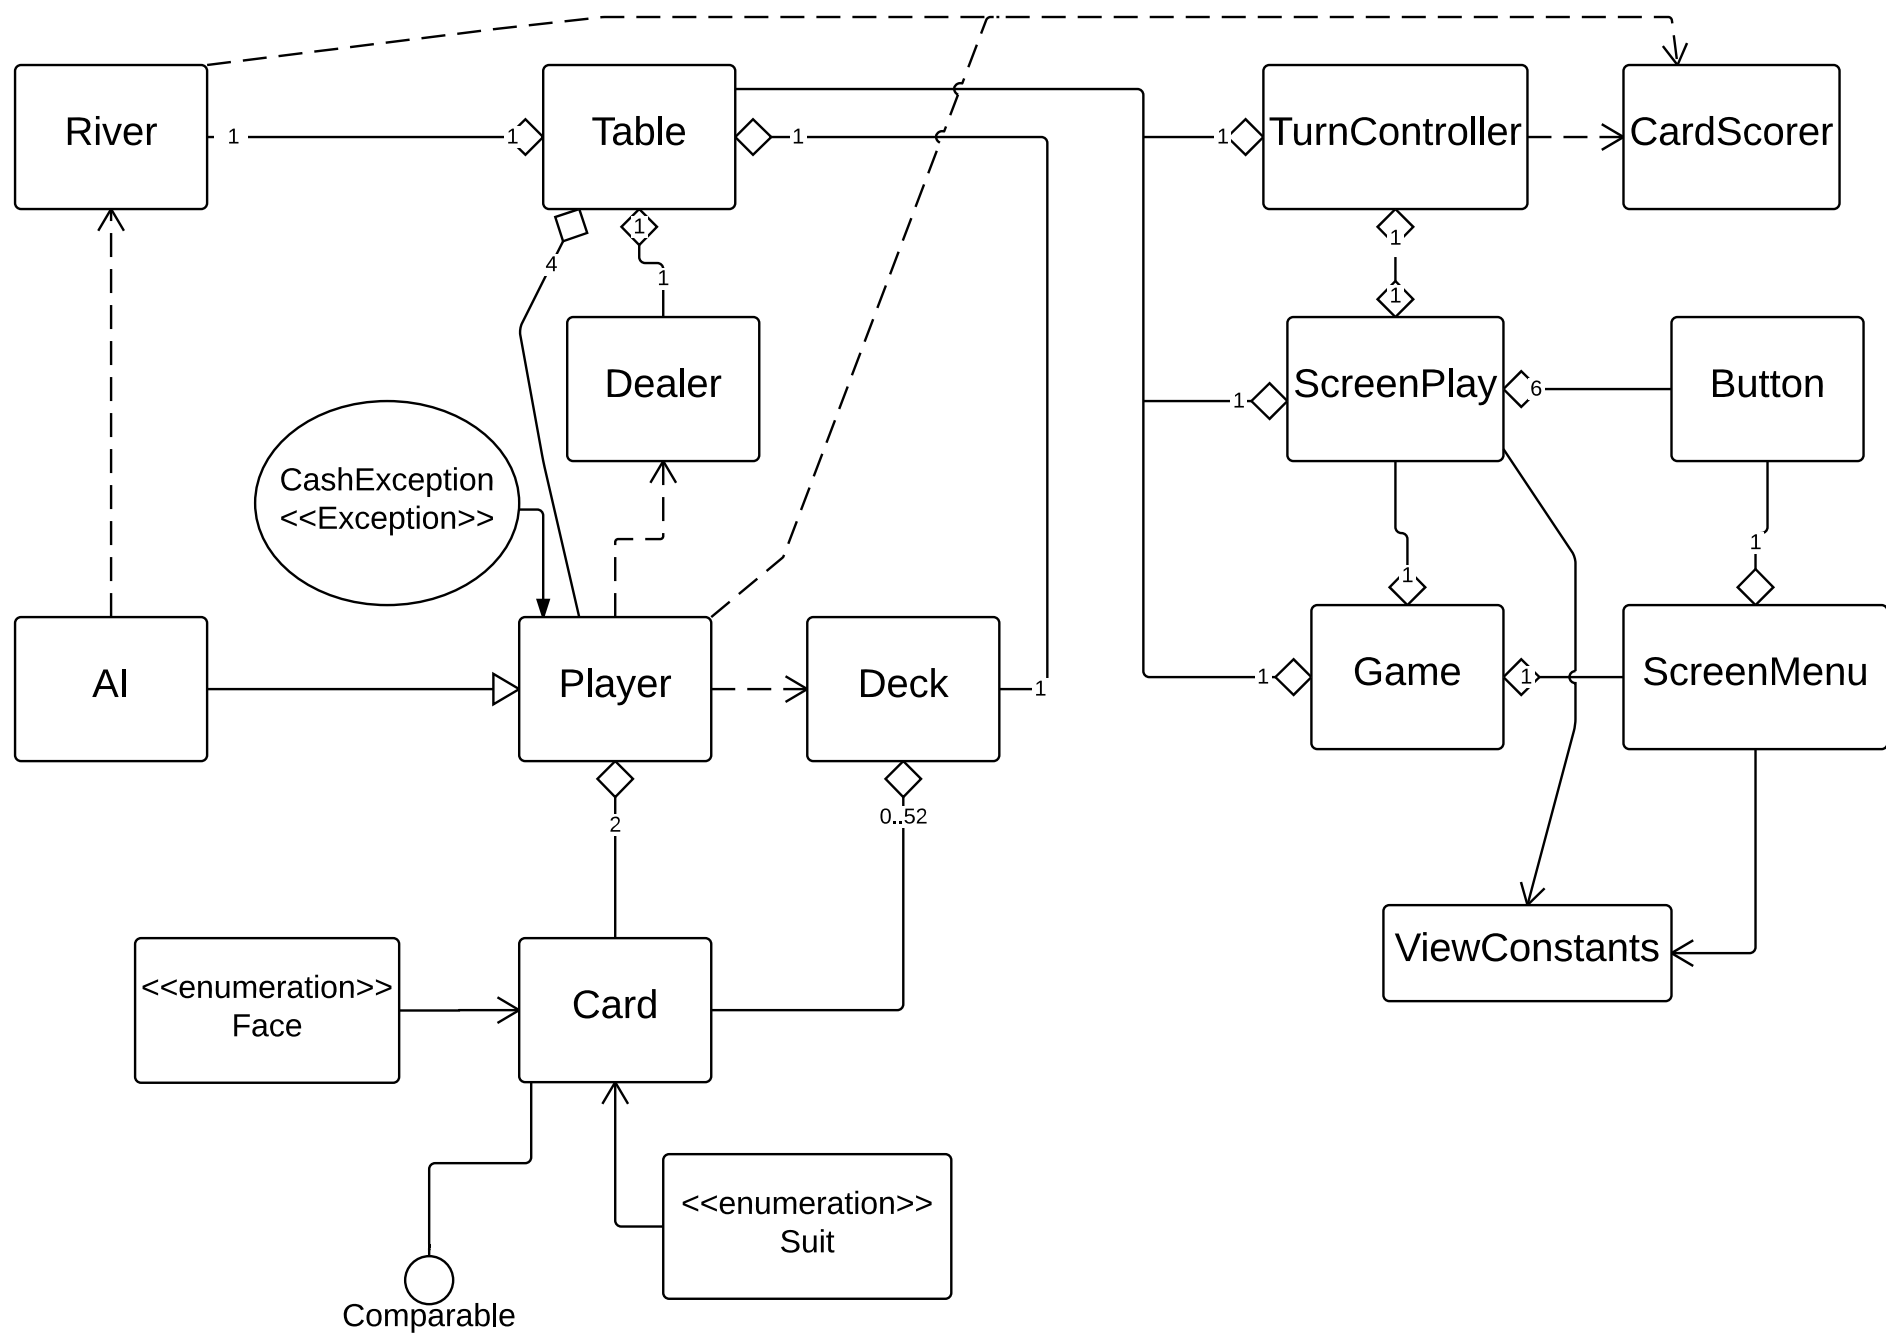 River
Table
TurnController
CardScorer
1
1
1
1
4
1
1
1
1
Dealer
ScreenPlay
Button
1
6
CashException
<<Exception>>
1
1
AI
Player
Deck
1
1
Game
1
ScreenMenu
2
0..52
<<enumeration>>
Face
Card
ViewConstants
<<enumeration>>
Suit
Comparable